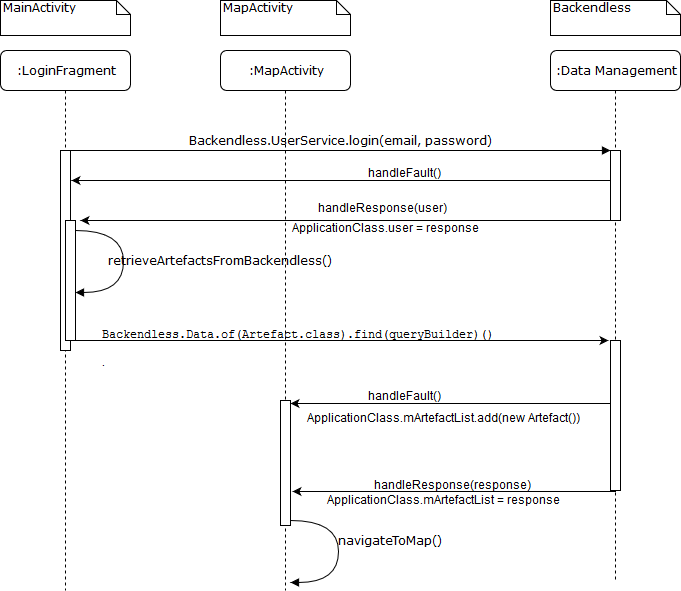 MainActivity
MapActivity
Backendless
:LoginFragment
:MapActivity
:Data Management
Backendless.UserService.login(email, password)
handleFault()
handleResponse(user)
ApplicationClass.user = response
retrieveArtefactsFromBackendless()
Backendless.Data.of(Artefact.class).find(queryBuilder)()
.
handleFault()
ApplicationClass.mArtefactList.add(new Artefact())
handleResponse(response)
ApplicationClass.mArtefactList = response
navigateToMap()